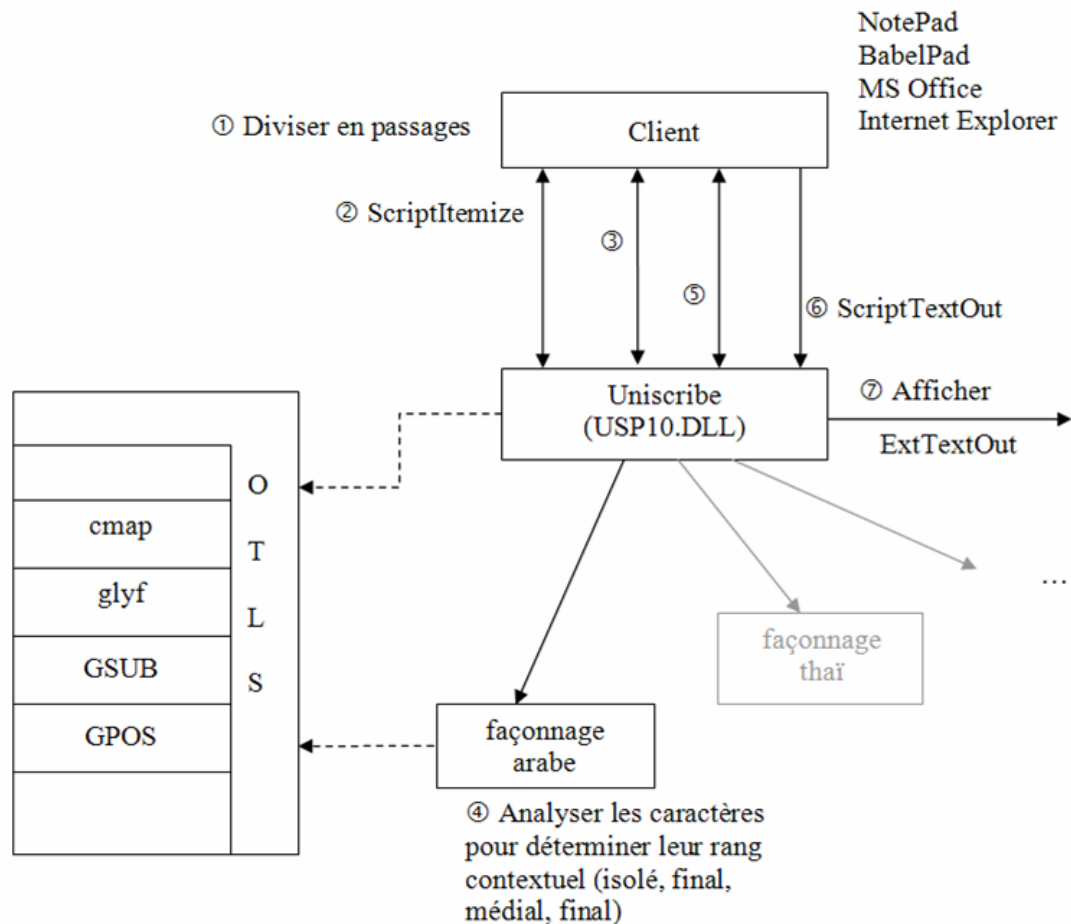 NotePad
BabelPad
MS Office
Internet Explorer
① Diviser en passages
Client
② ScriptItemize
③
⑤
⑥ ScriptTextOut
Uniscribe
(USP10.DLL)
⑦ Afficher
ExtTextOut
O
T
L
S
cmap
glyf
GSUB
GPOS
...
façonnage
thaï
façonnage
arabe
④ Analyser les caractères
pour déterminer leur rang
contextuel (isolé, final,
médial, final)